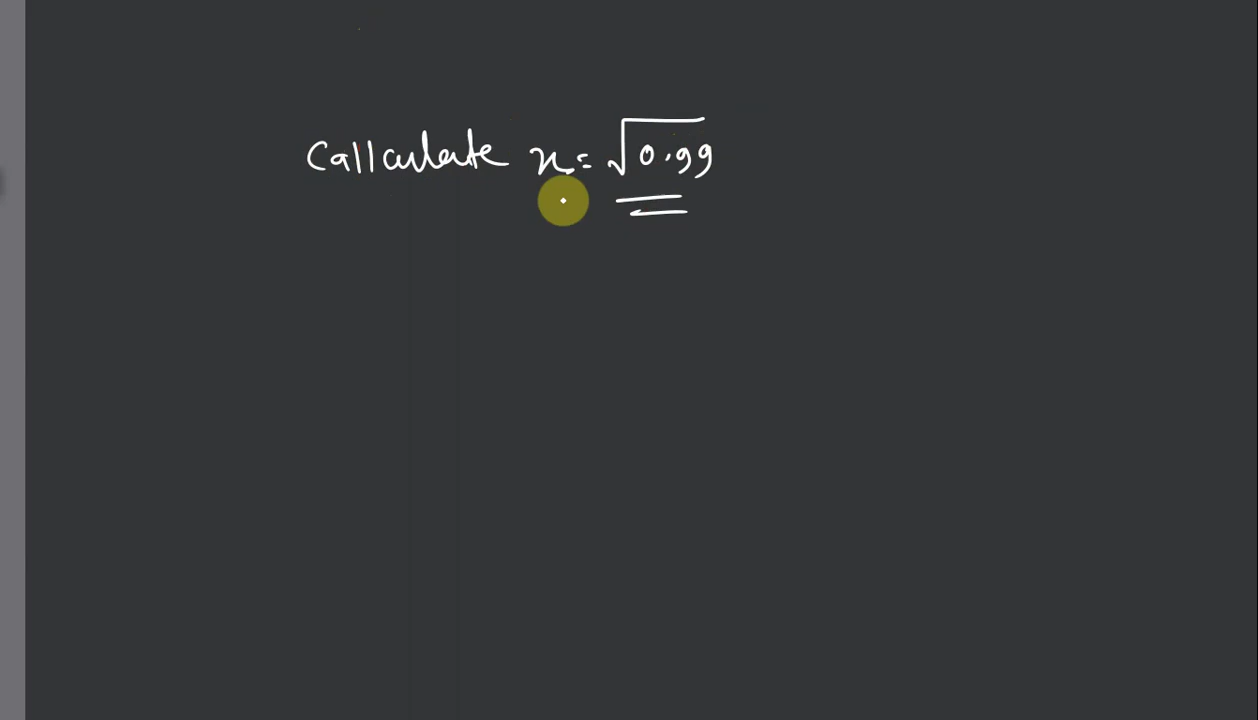 Callculate x = √0.99